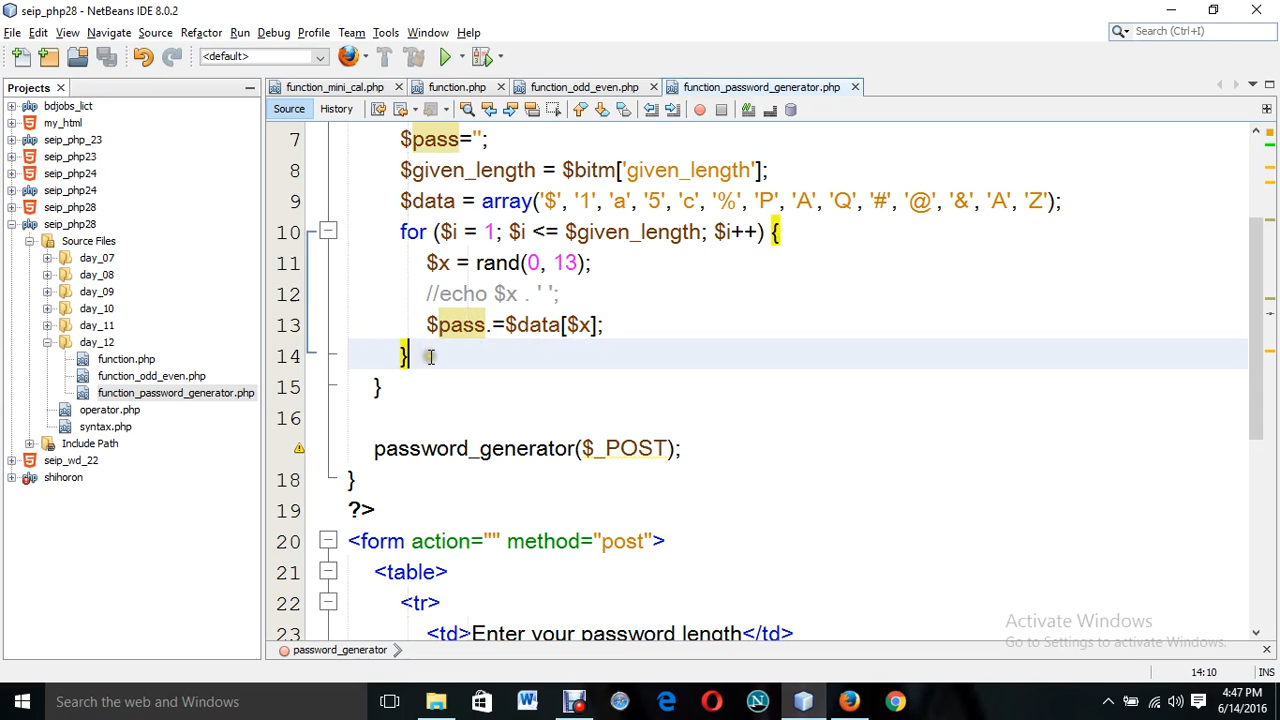 seip_php28 - NetBeans IDE 8.0.2
File Edit View Navigate Source Refactor Run Debug Profile Team Tools Window Help
Search (Ctrl+I)
<default>
Projects
function_mini_cal.php function.php function_odd_even.php function_password_generator.php
Source History
bdjobs_lict
my_html
seip_php_23
seip_php23
seip_php24
seip_php24
seip_php28
seip_php28
Source Files
day_07
day_08
day_09
day_10
day_11
day_12
function.php
function_odd_even.php
function_password_generator.php
operator.php
syntax.php
Include Path
seip_wd_22
shihoron
7 $pass='';
8 $given_length = $bitm['given_length'];
9 $data = array('$', '1', 'a', '5', 'c', '%', 'P', 'A', 'Q', '#', '@', '&', 'A', 'Z');
10 for ($i = 1; $i <= $given_length; $i++) {
11 $x = rand(0, 13);
12 //echo $x . ' ';
13 $pass.=$data[$x];
14 }
15 }
16
password_generator($_POST);
18 }
19 ?>
20 <form action="" method="post">
21 <table>
22 <tr>
23 <td>Enter your password length</td>
Activate Windows
Go to Settings to activate Windows.
password_generator
14:10 INS
Search the web and Windows
4:47 PM
6/14/2016